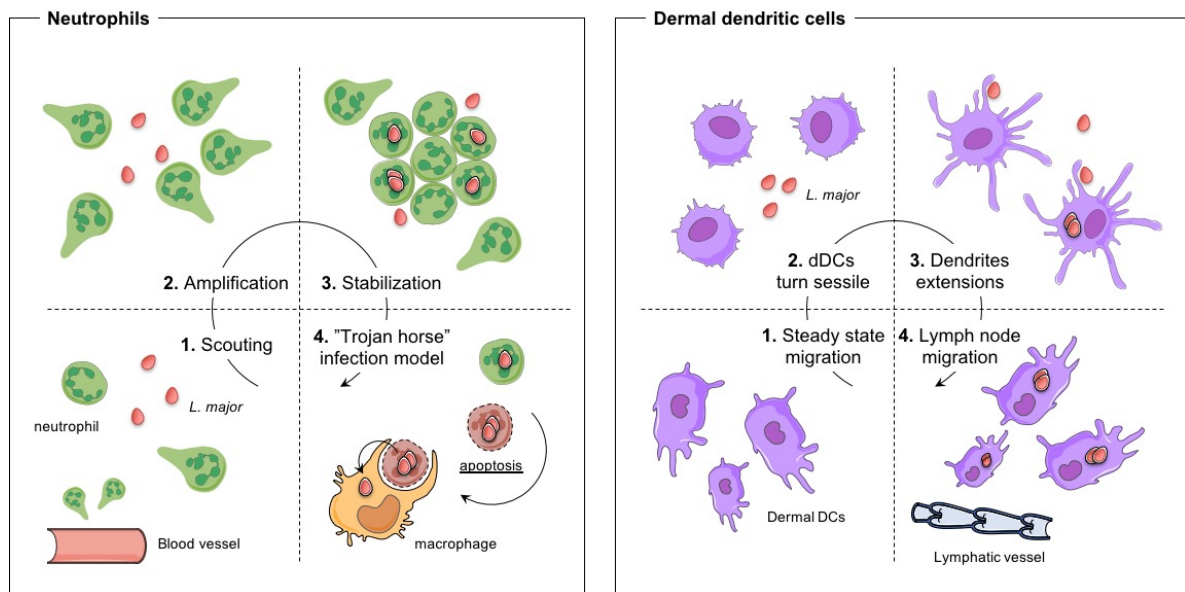 Neutrophils
2. Amplification
3. Stabilization
1. Scouting
L. major
neutrophil
Blood vessel
4. ”Trojan horse”
infection model
apoptosis
macrophage
Dermal dendritic cells
L. major
2. dDCs
turn sessile
3. Dendrites
extensions
1. Steady state
migration
Dermal DCs
4. Lymph node
migration
Lymphatic vessel